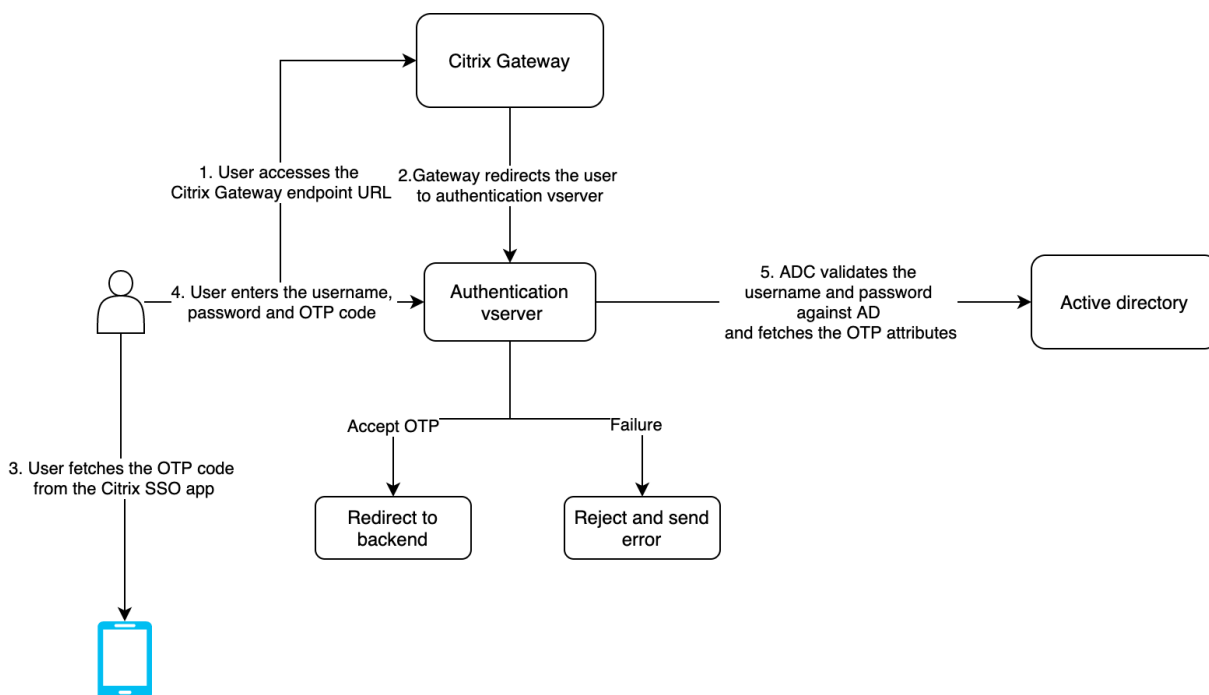 Citrix Gateway
1. User accesses the
Citrix Gateway endpoint URL
2.Gateway redirects the user
to authentication vserver
4. User enters the username,
password and OTP code
Authentication
vserver
5. ADC validates the
username and password
against AD
and fetches the OTP attributes
Active directory
Accept OTP
Failure
3. User fetches the OTP code
from the Citrix SSO app
Redirect to
backend
Reject and send
error